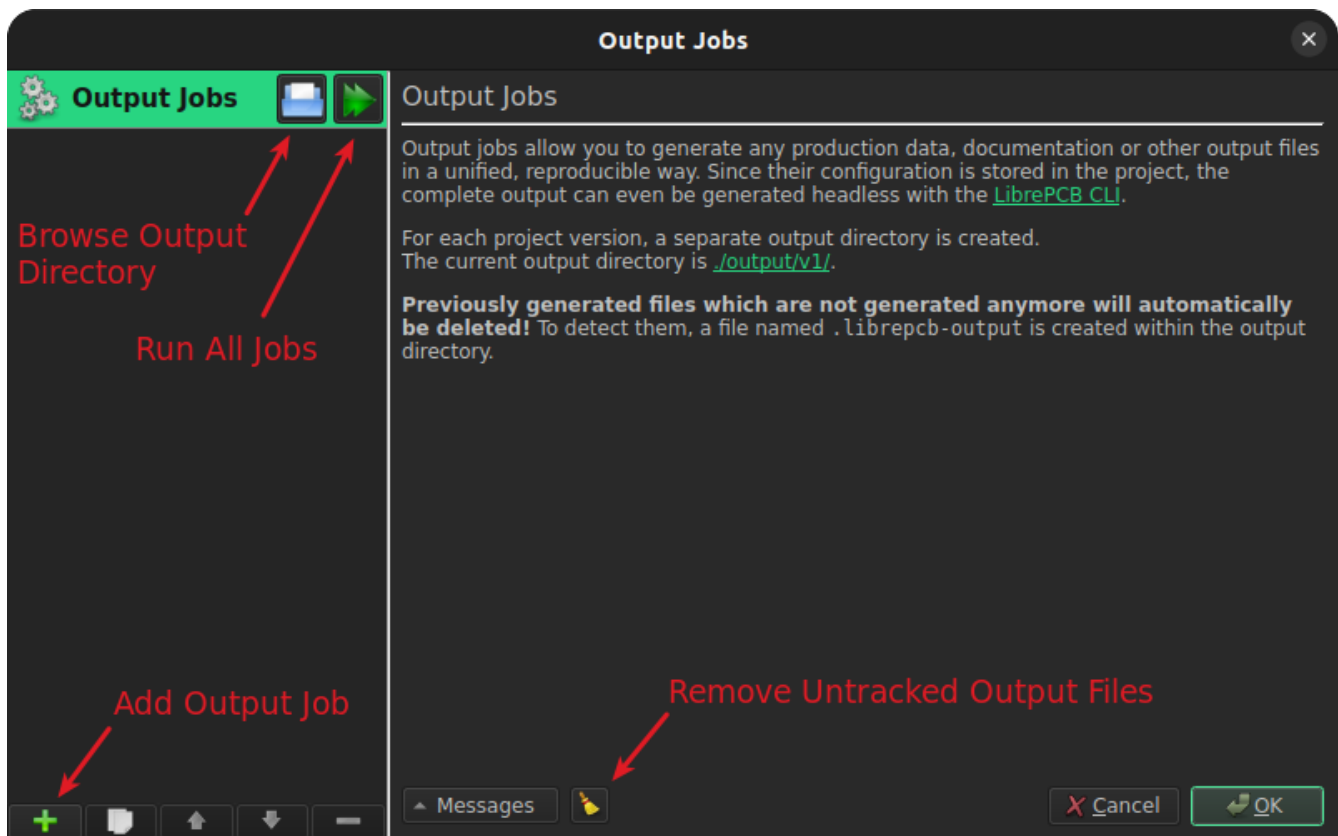 Output Jobs
Output Jobs
Output Jobs
Output jobs allow you to generate any production data, documentation or other output files
in a unified, reproducible way. Since their configuration is stored in the project, the
complete output can even be generated headless with the LibrePCB CLI.
For each project version, a separate output directory is created.
The current output directory is ./output/v1/.
Previously generated files which are not generated anymore will automatically
be deleted! To detect them, a file named .librepcb-output is created within the output
directory.
Browse Output
Directory
Run All Jobs
Add Output Job
Remove Untracked Output Files
Messages
Cancel
OK